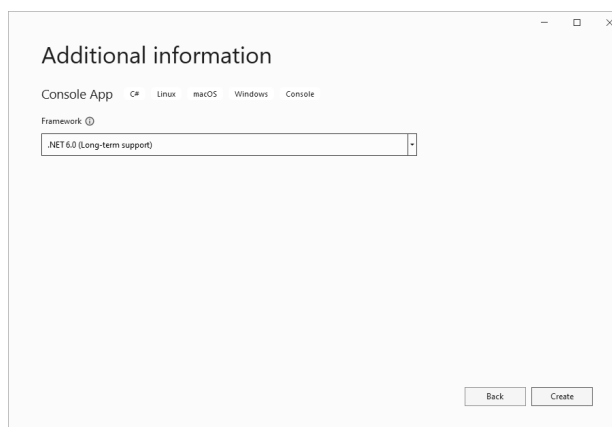 Additional information
Console App C# Linux macOS Windows Console
Framework
.NET 6.0 (Long-term support)
Back Create